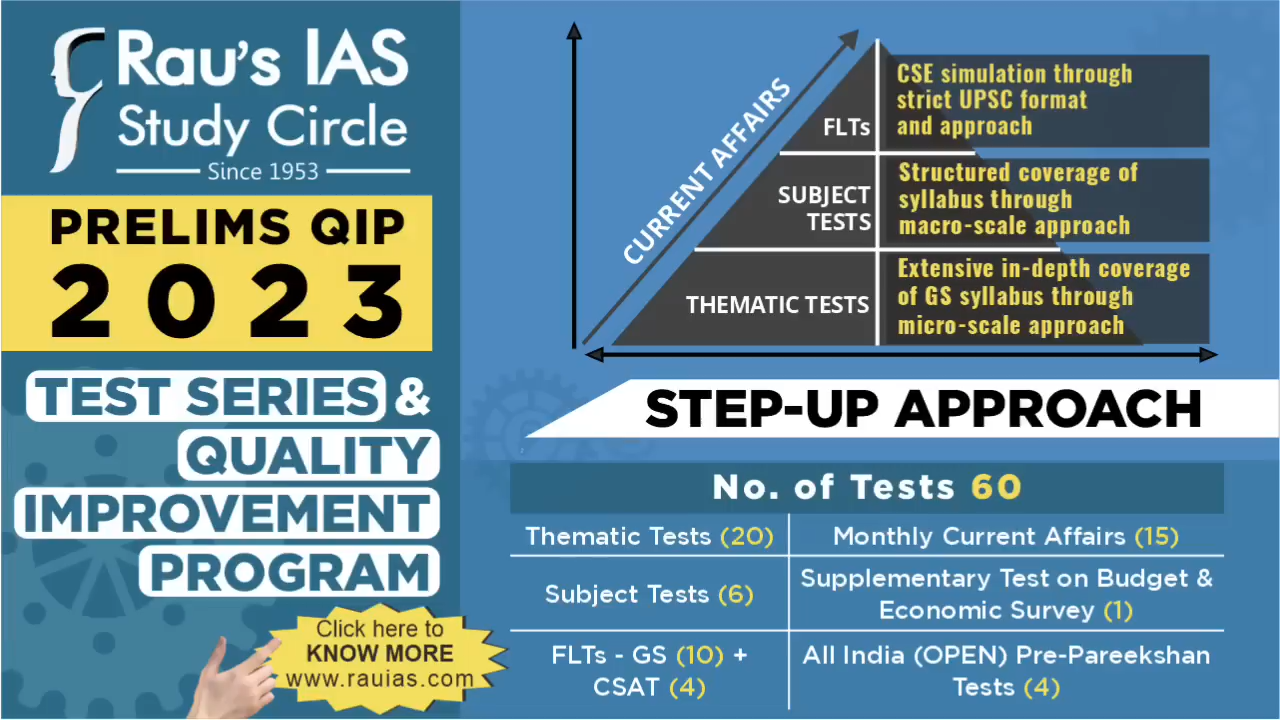 Rau's IAS
Study Circle
Since 1953
PRELIMS QIP
2023
TEST SERIES &
QUALITY
IMPROVEMENT
PROGRAM
Click here to
KNOW MORE
www.rauias.com
CURRENT AFFAIRS
FLTs
CSE simulation through
strict UPSC format
and approach
SUBJECT
TESTS
Structured coverage of
syllabus through
macro-scale approach
THEMATIC TESTS
Extensive in-depth coverage
of GS syllabus through
micro-scale approach
STEP-UP APPROACH
No. of Tests 60
Thematic Tests (20)
Monthly Current Affairs (15)
Subject Tests (6)
Supplementary Test on Budget &
Economic Survey (1)
FLTs - GS (10) +
CSAT (4)
All India (OPEN) Pre-Pareekshan
Tests (4)